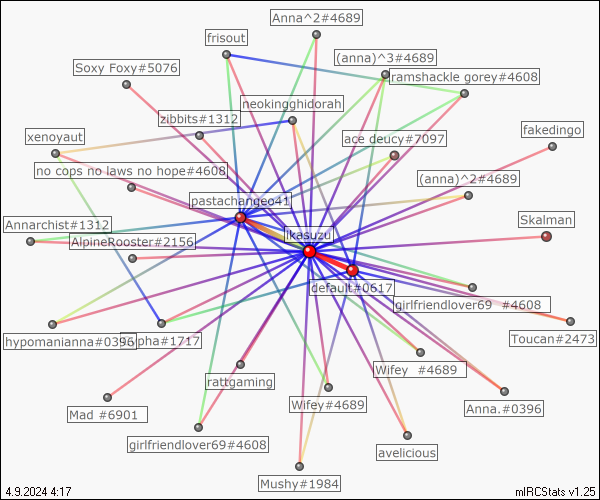 Anna^2#4689
frisout
(anna)^3#4689
Soxy Foxy#5076
ramshackle gorey#4608
neokingghidorah
zibbits#1312
fakedingo
xenoyaut
ace deucy#7097
no cops no laws no hope#4608
(anna)^2#4689
pastachangeo41
Annarchist#1312
Skalman
likasuzu
AlpineRooster#2156
default#0617
girlfriendlover69 #4608
Toucan#2473
hypomanianna#0396
lpha#1717
Wifey #4689
rattgaming
Wifey#4689
Anna.#0396
Mad #6901
girlfriendlover69#4608
avelicious
Mushy#1984
4.9.2024 4:17
mIRCStats v1.25